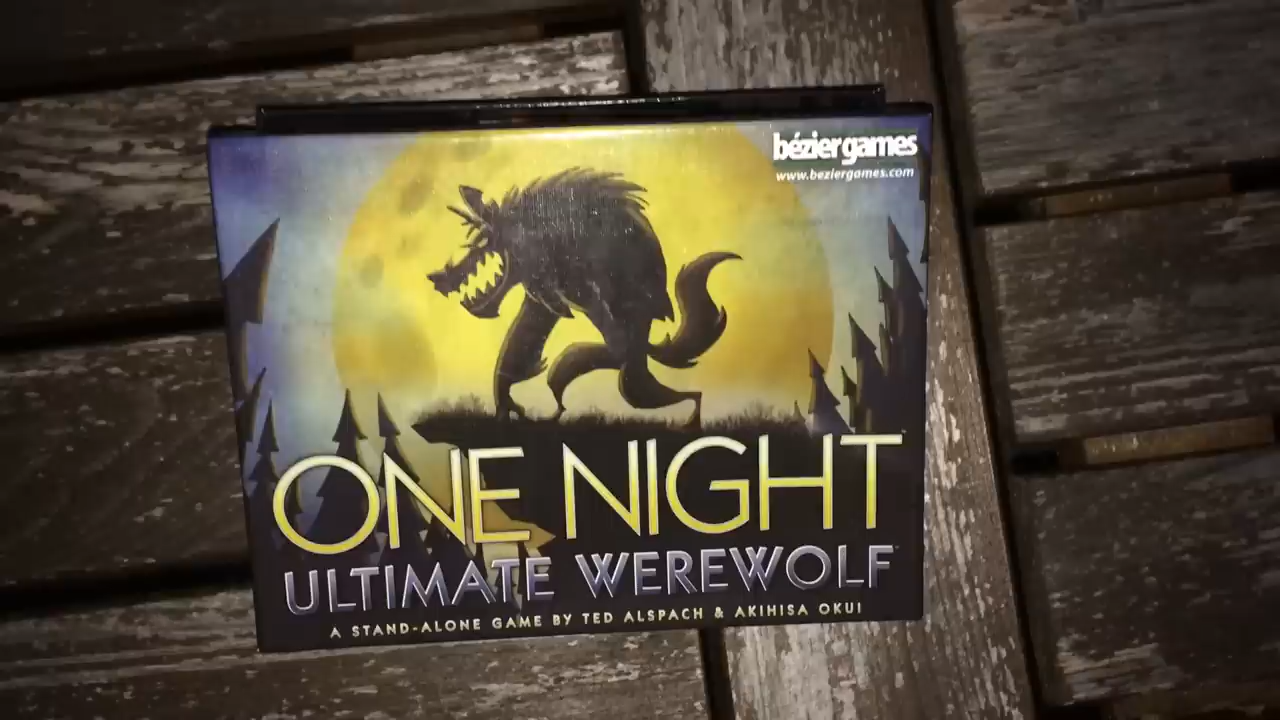 béziergames
www.beziergames.com
ONE NIGHT
ULTIMATE WEREWOLF
A STAND-ALONE GAME BY TED ALSPACH & AKIHISA OKUI